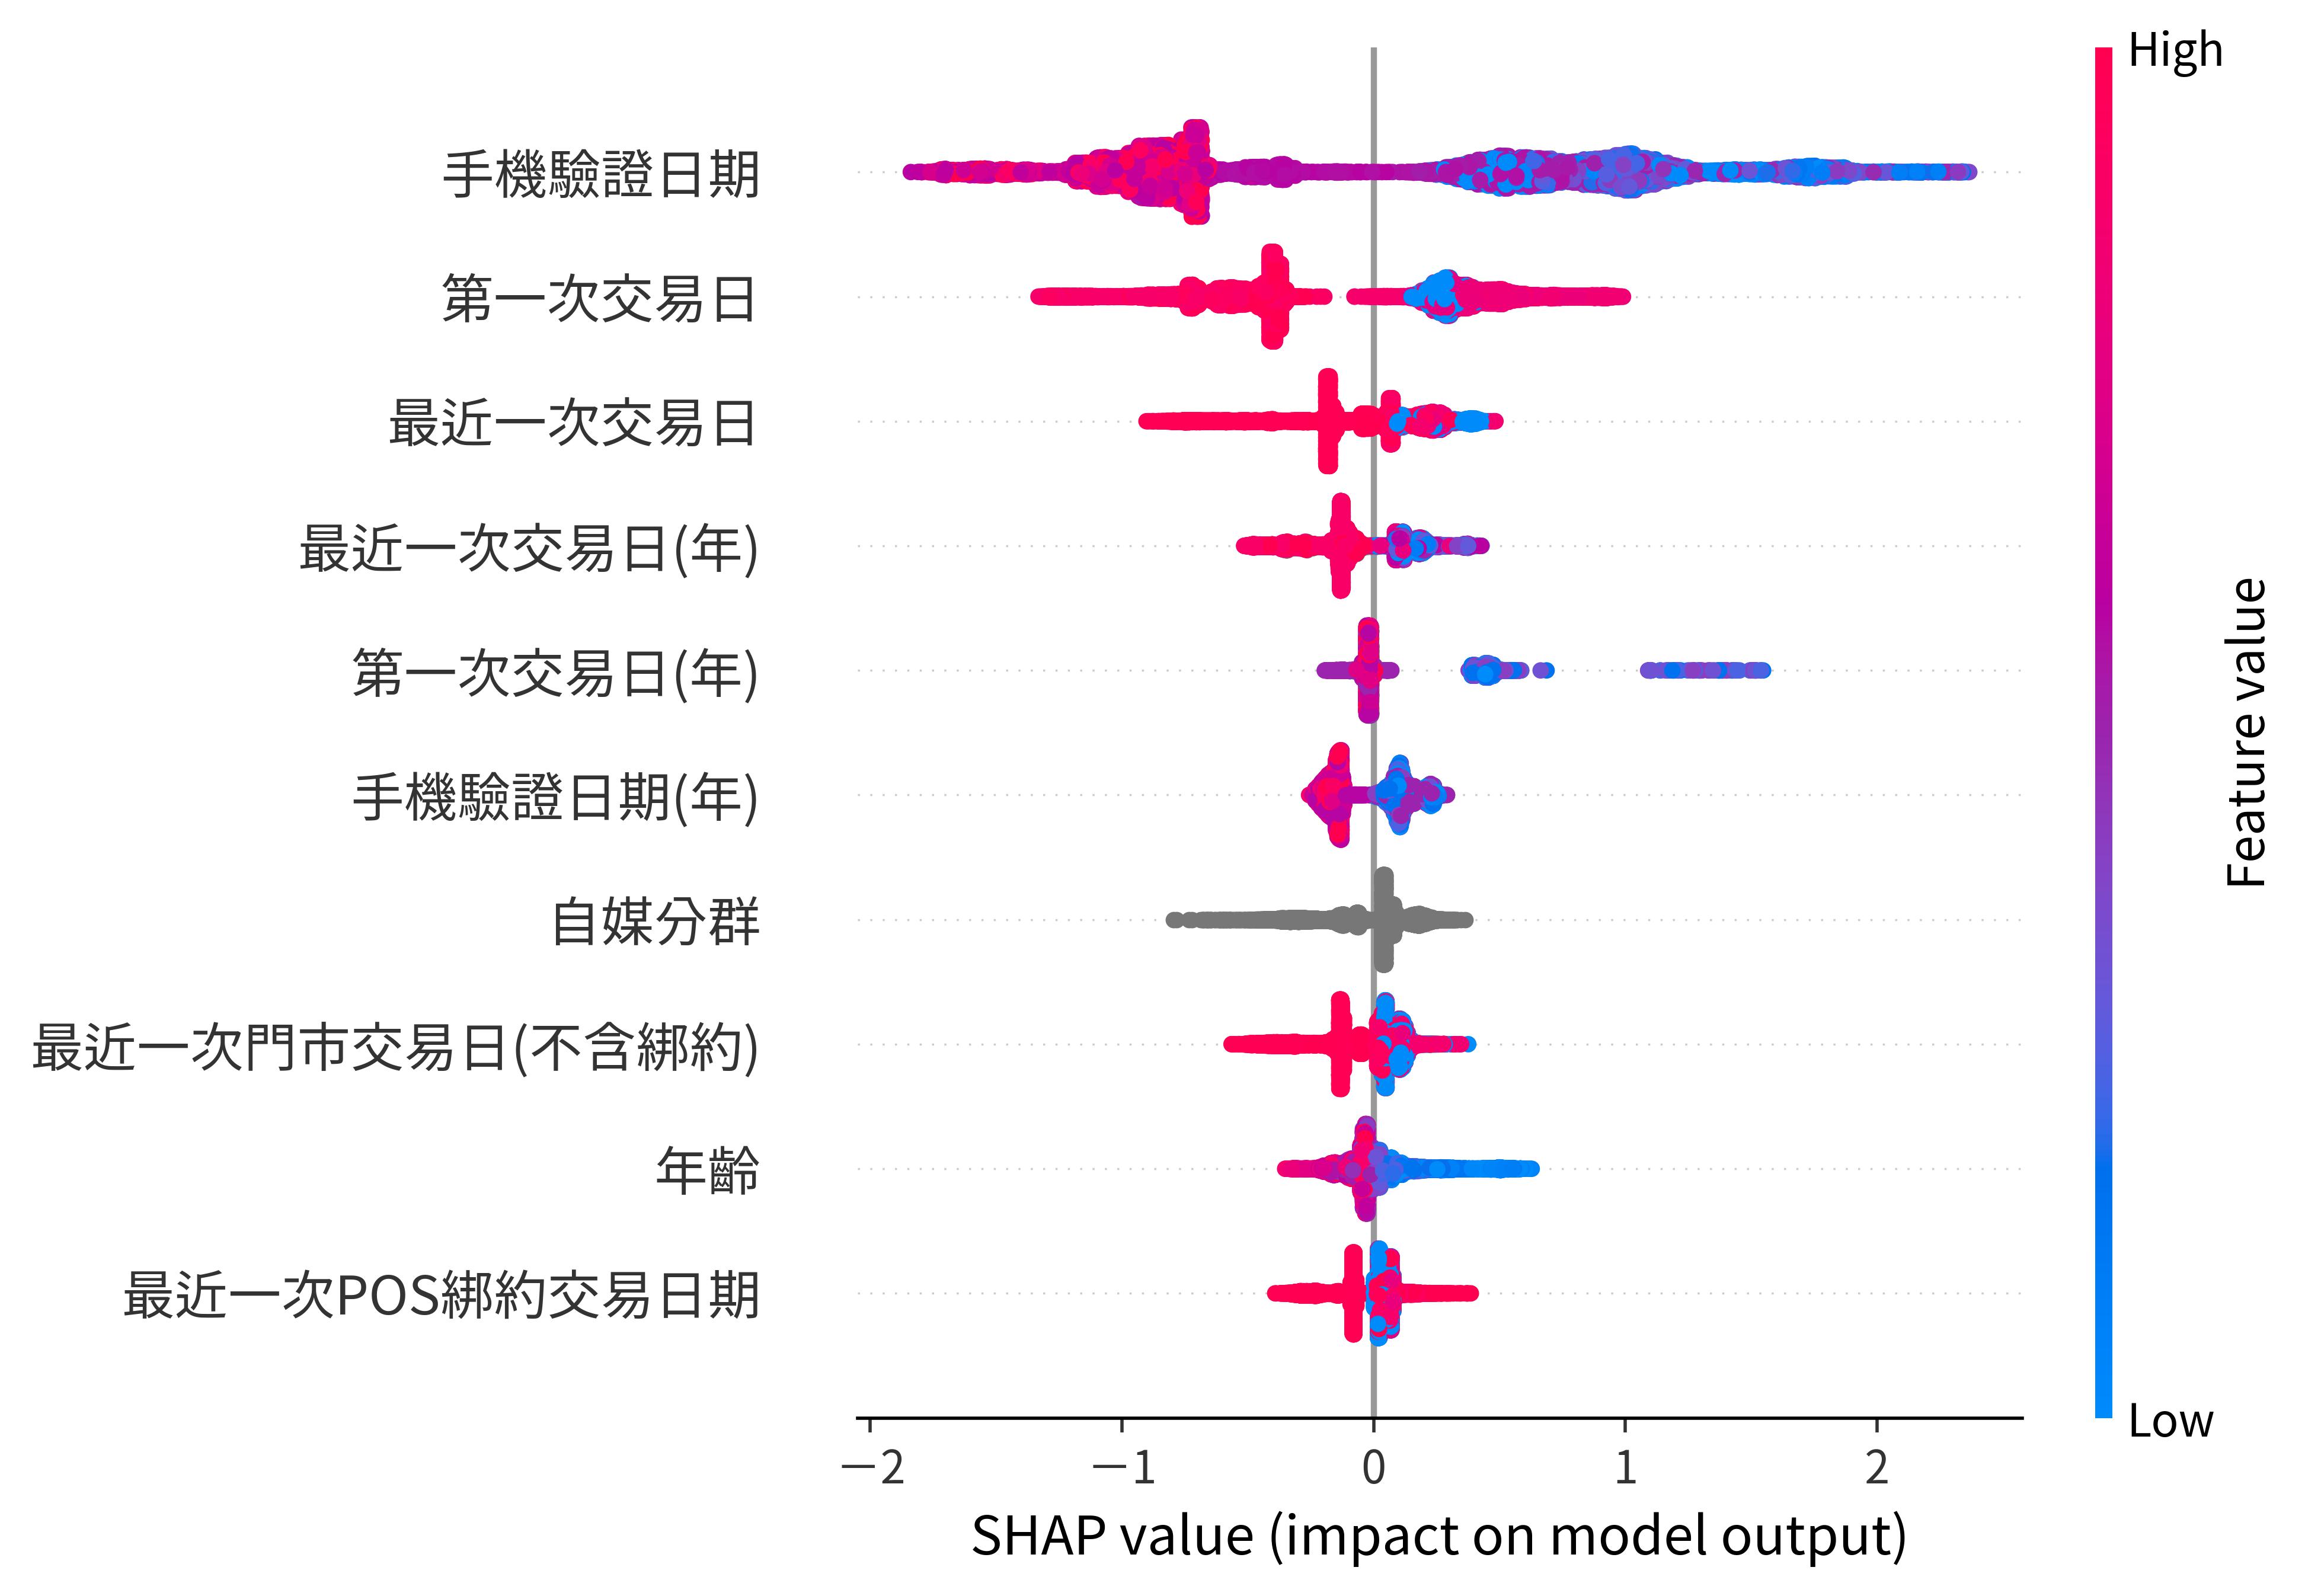 High
手機驗證日期
第一次交易日
最近一次交易日
最近一次交易日(年)
第一次交易日(年)
手機驗證日期(年)
自媒分群
最近一次門市交易日(不含綁約)
年齡
最近一次POS綁約交易日期
Feature value
Low
−2 −1 0 1 2
SHAP value (impact on model output)